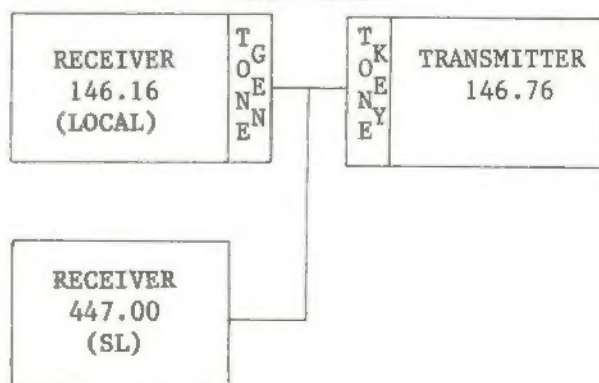 RECEIVER
146.16
(LOCAL)
TONE
GEN
TONE
KEY
TRANSMITTER
146.76
RECEIVER
447.00
(SL)